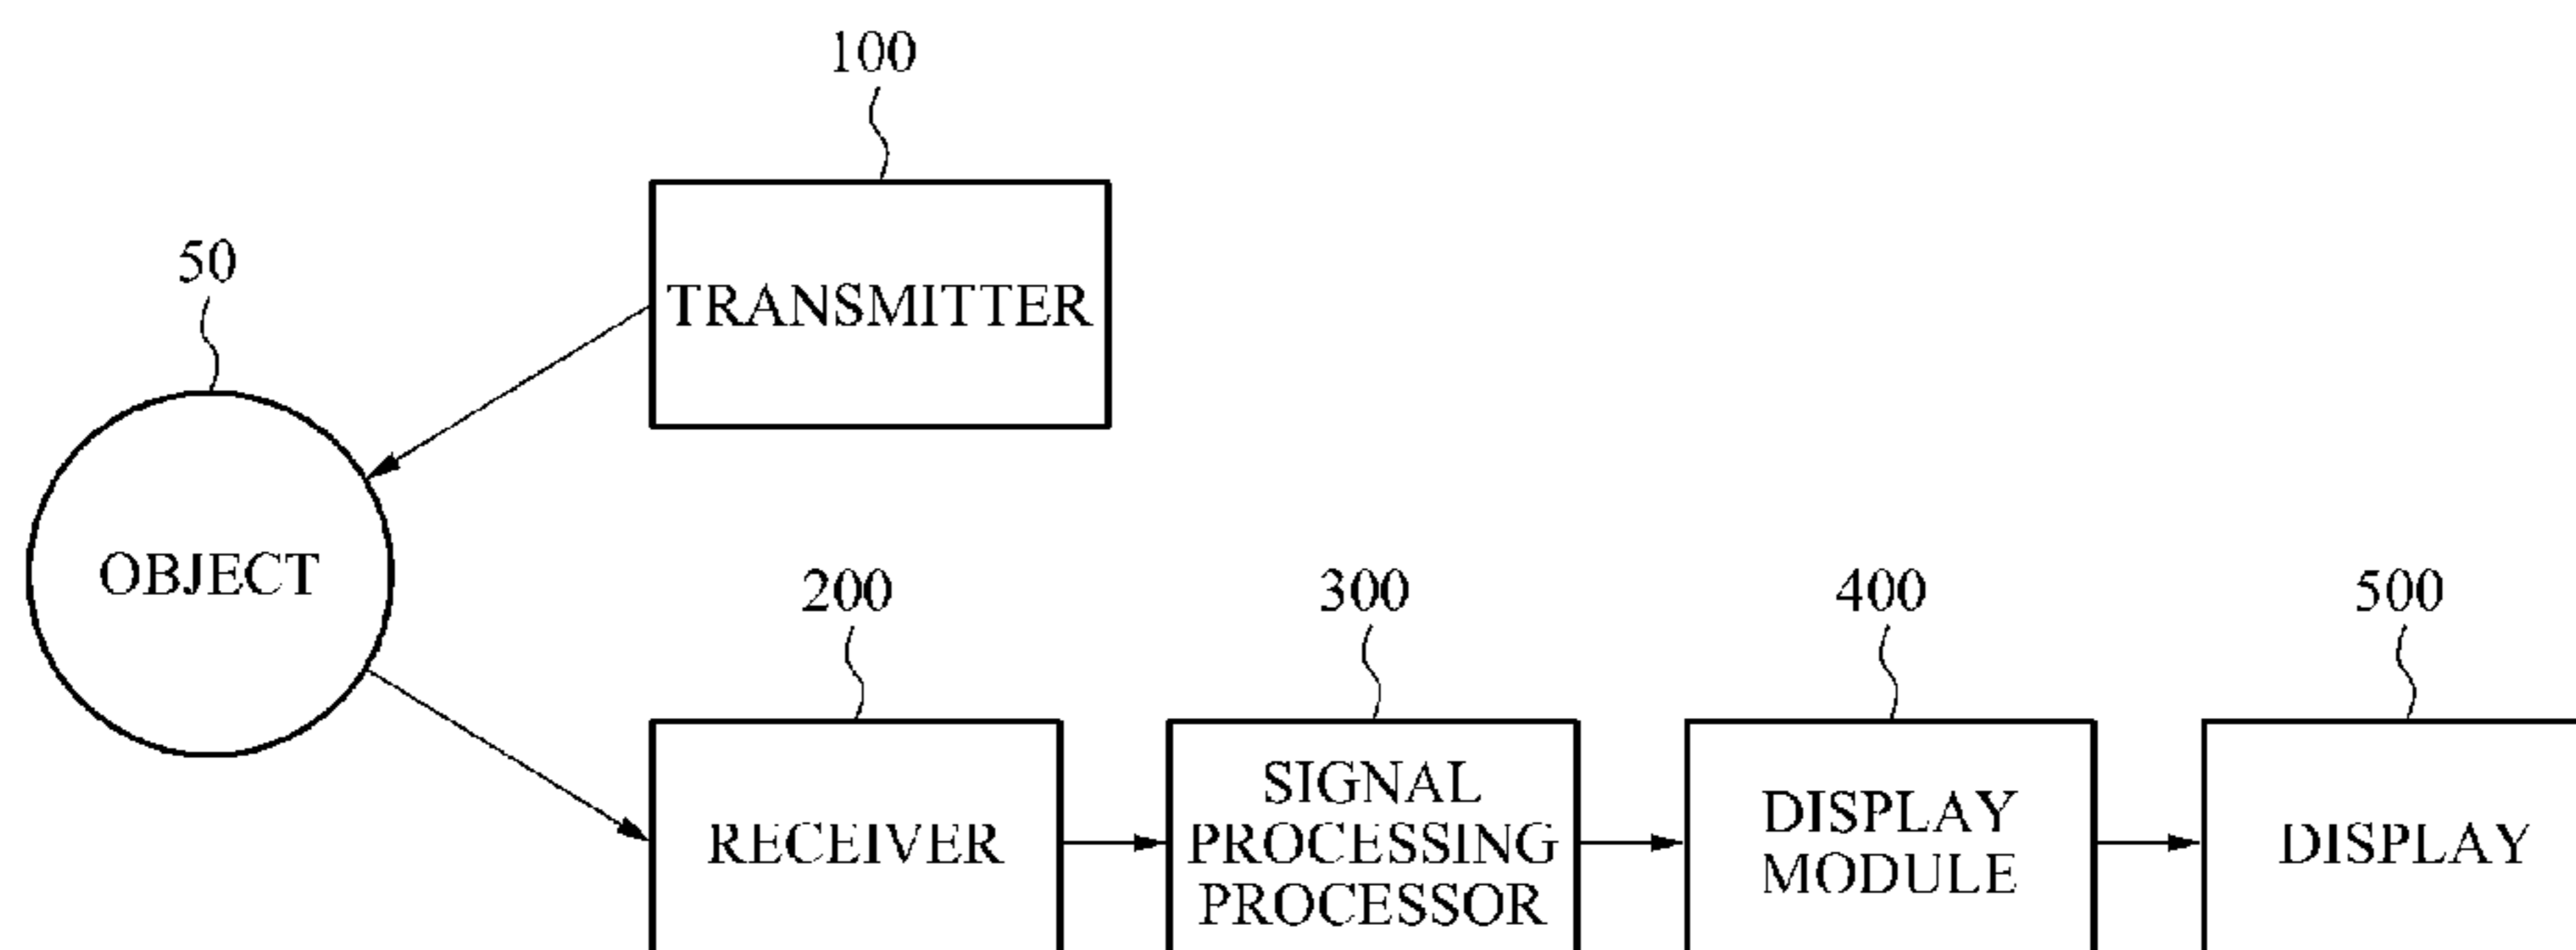 100
TRANSMITTER
50
OBJECT
200
RECEIVER
300
SIGNAL
PROCESSING
PROCESSOR
400
DISPLAY
MODULE
500
DISPLAY